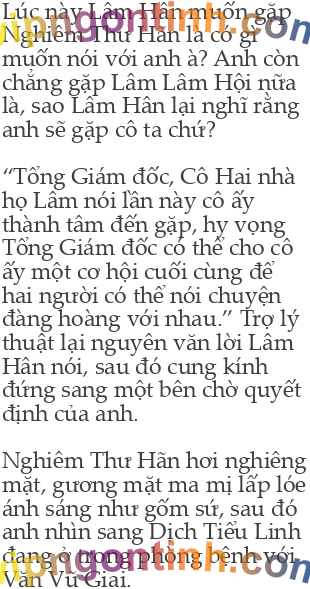 Lúc này Lâm Hân muốn gặp
Nghiêm Thư Hãn là có gì
muốn nói với anh à? Anh còn
chẳng gặp Lâm Lâm Hội nữa
là, sao Lâm Hân lại nghĩ rằng
anh sẽ gặp cô ta chứ?
“Tổng Giám đốc, Cô Hai nhà
họ Lâm nói lần này cô ấy
thành tâm đến gặp, hy vọng
Tổng Giám đốc có thể cho cô
ấy một cơ hội cuối cùng để
hai người có thể nói chuyện
đàng hoàng với nhau.” Trợ lý
thuật lại nguyên văn lời Lâm
Hân nói, sau đó cung kính
đứng sang một bên chờ quyết
định của anh.
Nghiêm Thư Hãn hơi nghiêng
mặt, gương mặt ma mị lấp lóe
ánh sáng như gốm sứ, sau đó
anh nhìn sang Dịch Tiểu Linh
đang ở trong phòng bệnh với
Văn Vũ Giai.